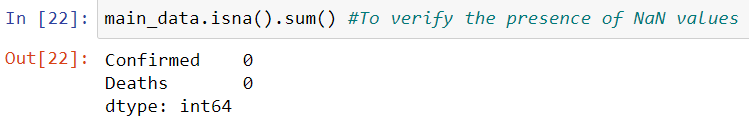 In [22]: main_data.isna().sum() #To verify the presence of NaN values
Out[22]: Confirmed    0
Deaths       0
dtype: int64